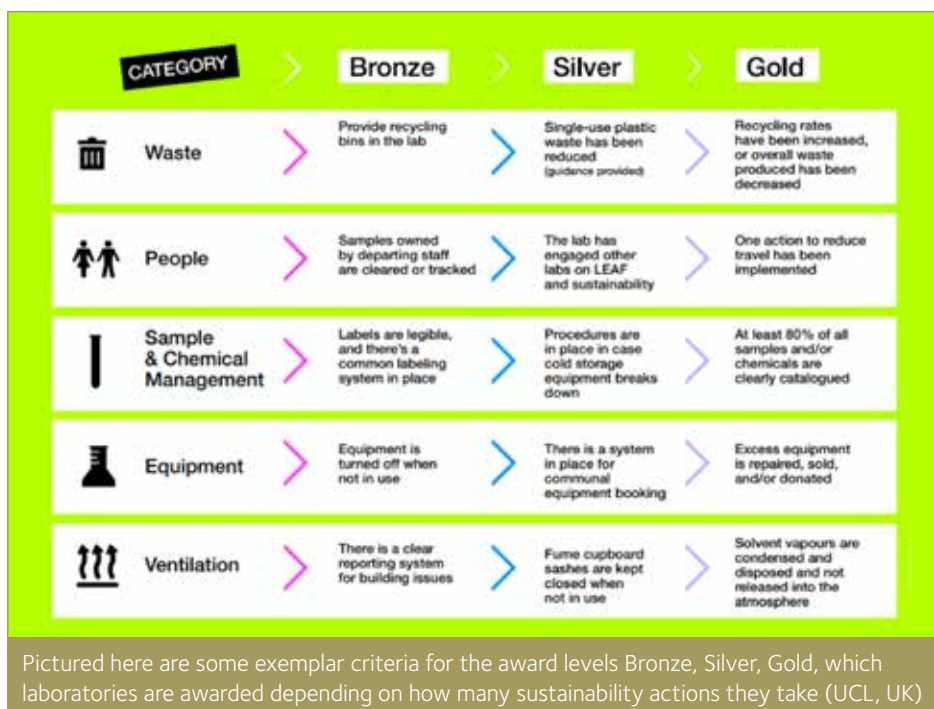 CATEGORY Bronze Silver Gold
Waste
Provide recycling
bins in the lab
Single-use plastic
waste has been
reduced
(guidance provided)
Recycling rates
have been increased,
or overall waste
produced has been
decreased
People
Samples owned
by departing staff
are cleared or tracked
The lab has
engaged other
labs on LEAF
and sustainability
One action to reduce
travel has been
implemented
Sample
& Chemical
Management
Labels are legible,
and there's a
common labeling
system in place
Procedures are
in place in case
cold storage
equipment breaks
down
At least 80% of all
samples and/or
chemicals are
clearly catalogued
Equipment
Equipment is
turned off when
not in use
There is a system
in place for
communal
equipment booking
Excess equipment
is repaired, sold,
and/or donated
Ventilation
There is a clear
reporting system
for building issues
Fume cupboard
sashes are kept
closed when
not in use
Solvent vapours are
condensed and
disposed and not
released into the
atmosphere
Pictured here are some exemplar criteria for the award levels Bronze, Silver, Gold, which
laboratories are awarded depending on how many sustainability actions they take (UCL, UK)